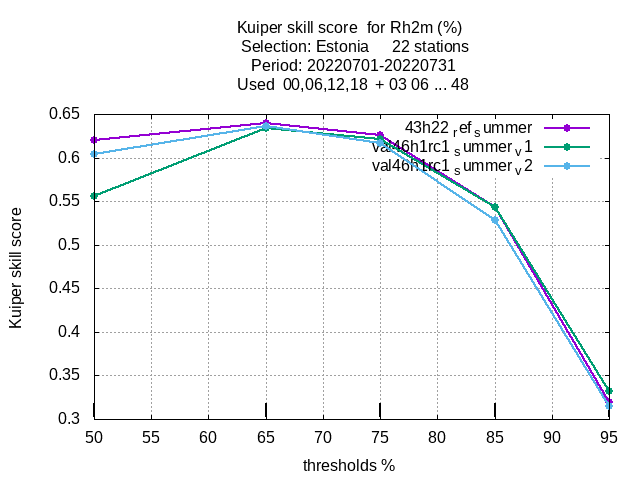 Kuiper skill score for Rh2m (%)
Selection: Estonia 22 stations
Period: 20220701-20220731
Used 00,06,12,18 + 03 06 ... 48
0.65
0.6
0.55
0.5
0.45
0.4
0.35
0.3
Kuiper skill score
43h22 ref summer
val46h1rc1 summer v1
val46h1rc1 summer v2
50 55 60 65 70 75 80 85 90 95
thresholds %